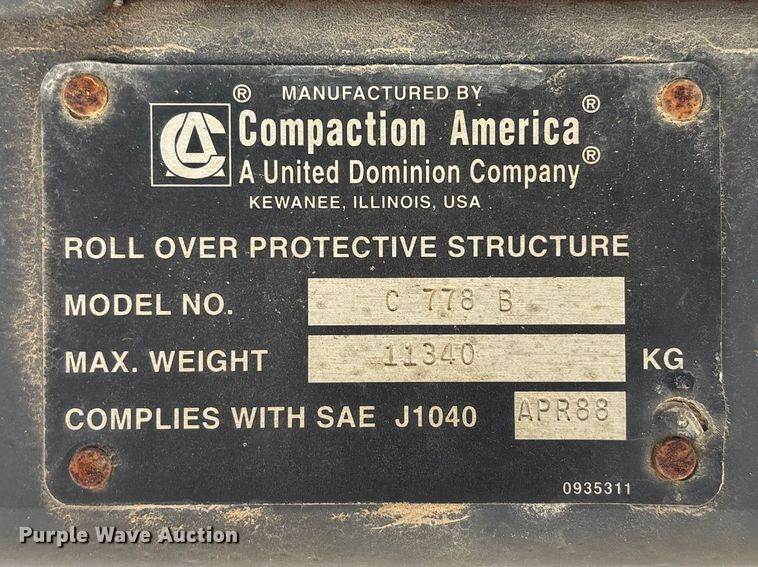 ® MANUFACTURED BY
CA Compaction America®
A United Dominion Company®
KEWANEE, ILLINOIS, USA
ROLL OVER PROTECTIVE STRUCTURE
MODEL NO. C 778 B
MAX. WEIGHT 11340 KG
COMPLIES WITH SAE J1040 APR88
0935311
Purple Wave Auction